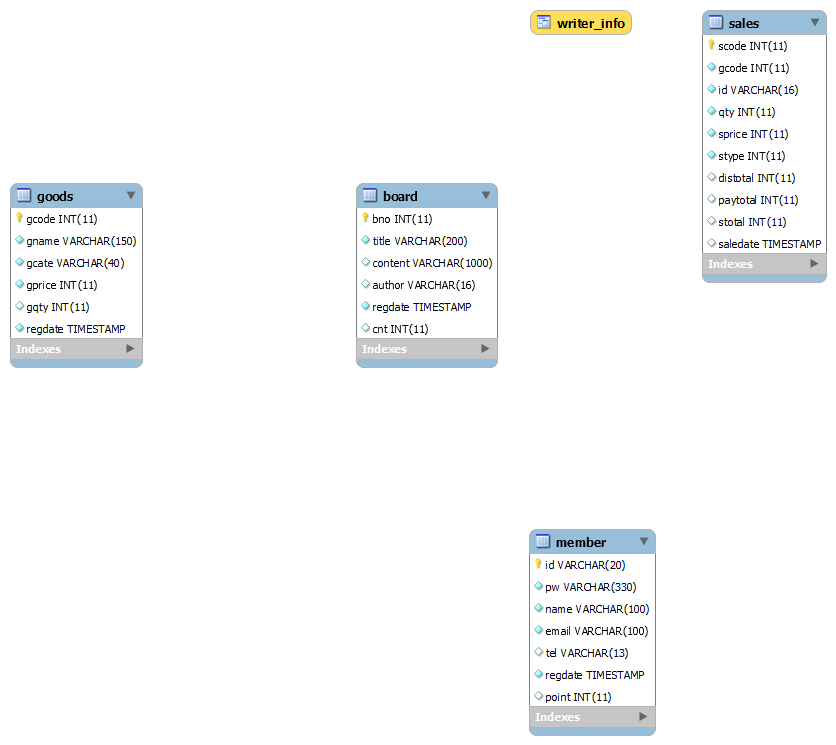 writer_info
sales
scode INT(11)
gcode INT(11)
id VARCHAR(16)
qty INT(11)
sprice INT(11)
stype INT(11)
distotal INT(11)
paytotal INT(11)
stotal INT(11)
saledate TIMESTAMP
Indexes
goods
gcode INT(11)
gname VARCHAR(150)
gcate VARCHAR(40)
gprice INT(11)
gqty INT(11)
regdate TIMESTAMP
Indexes
board
bno INT(11)
title VARCHAR(200)
content VARCHAR(1000)
author VARCHAR(16)
regdate TIMESTAMP
cnt INT(11)
Indexes
member
id VARCHAR(20)
pw VARCHAR(330)
name VARCHAR(100)
email VARCHAR(100)
tel VARCHAR(13)
regdate TIMESTAMP
point INT(11)
Indexes